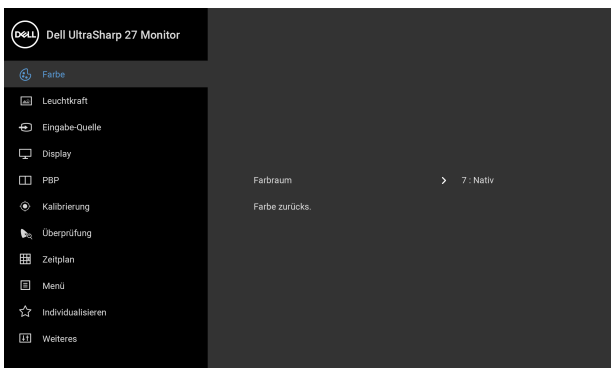 DELL Dell UltraSharp 27 Monitor
Farbe
Leuchtkraft
Eingabe-Quelle
Display
PBP
Kalibrierung
Überprüfung
Zeitplan
Menü
Individualisieren
Weiteres
Farbraum 7 : Nativ
Farbe zurücks.